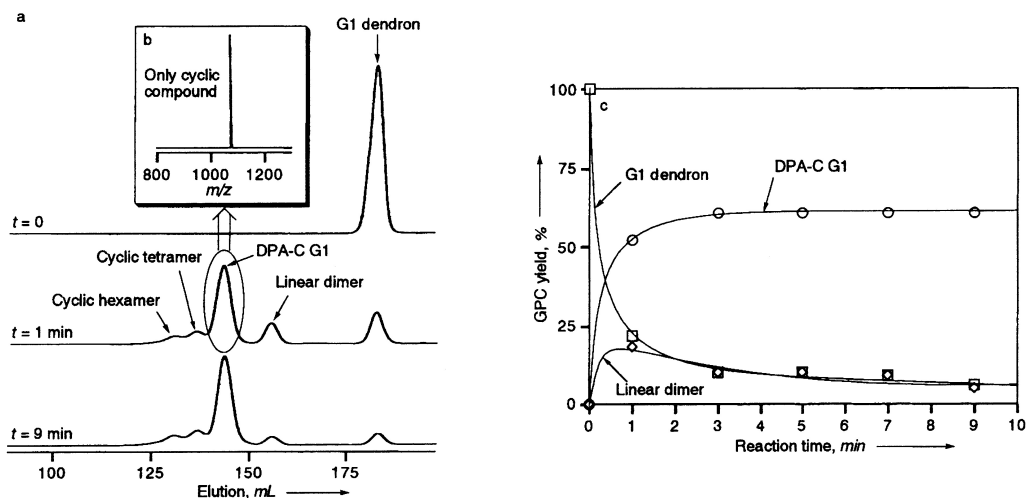 a
G1 dendron
b
Only cyclic
compound
800 1000 1200
m/z
t = 0
Cyclic tetramer
DPA-C G1
Cyclic hexamer
Linear dimer
t = 1 min
t = 9 min
100 125 150 175
Elution, mL
c
100
75
50
25
0
GPC yield, %
G1 dendron
DPA-C G1
Linear dimer
0 1 2 3 4 5 6 7 8 9 10
Reaction time, min